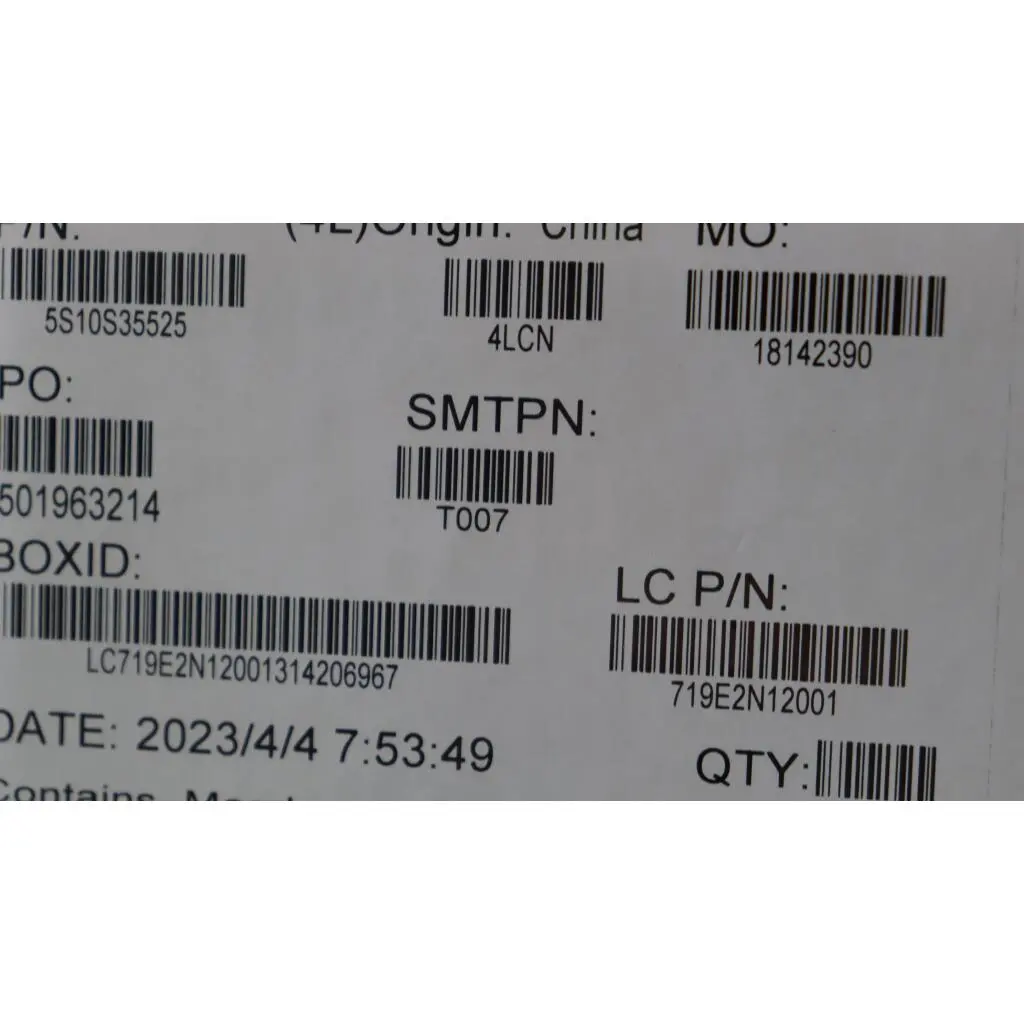 P/N: (4L)Origin: China MO:
5S10S35525 4LCN 18142390
PO: SMTPN:
501963214 T007
BOXID: LC P/N:
LC719E2N12001314206967 719E2N12001
DATE: 2023/4/4 7:53:49 QTY:
Contains